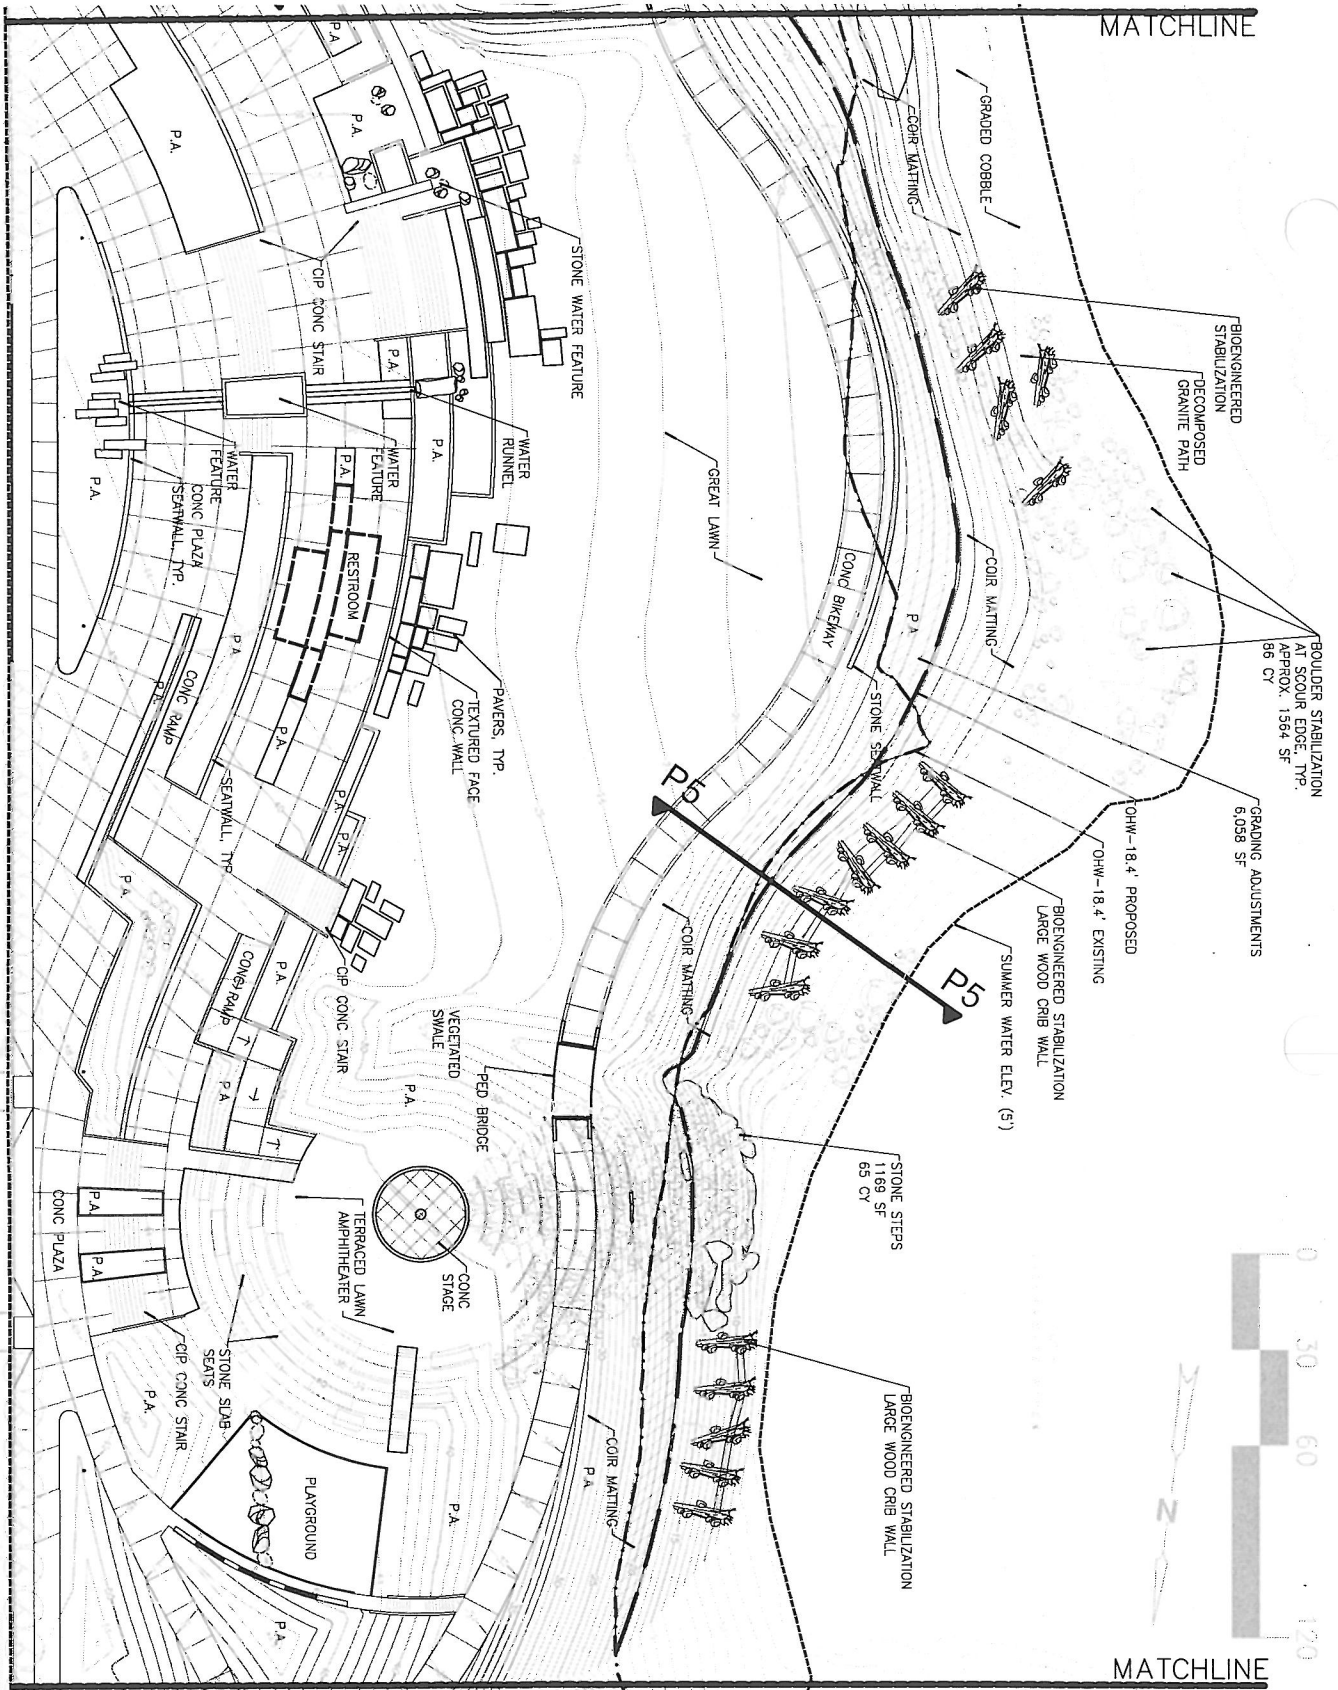 MATCHLINE
BOULDER STABILIZATION
AT SCOUR EDGE, TYP.
APPROX. 1564 SF
86 CY
GRADING ADJUSTMENTS
6,058 SF
BIOENGINEERED
STABILIZATION
DECOMPOSED
GRANITE PATH
OHW-18.4' PROPOSED
OHW-18.4' EXISTING
BIOENGINEERED STABILIZATION
LARGE WOOD CRIB WALL
SUMMER WATER ELEV. (5')
GRADED COBBLE
COIR MATTING
COIR MATTING
P.A
STONE SEATWALL
CONC BIKEWAY
P5
P5
COIR MATTING
STONE STEPS
1169 SF
65 CY
BIOENGINEERED STABILIZATION
LARGE WOOD CRIB WALL
COIR MATTING
P.A
GREAT LAWN
STONE WATER FEATURE
WATER
RUNNEL
PAVERS, TYP.
TEXTURED FACE
CONC WALL
PED BRIDGE
VEGETATED
SWALE
P.A.
CONC
STAGE
P.A
P.A.
P.A.
CIP CONC STAIR
P.A.
P.A.
P.A.
WATER
FEATURE
RESTROOM
WATER
FEATURE
CONC PLAZA
SEATWALL, TYP.
P.A.
P.A
P.A.
CONC RAMP
P.A.
SEATWALL, TYP
P.A.
P.A.
CIP CONC STAIR
P.A.
P.A.
CONC RAMP
P.A
TERRACED LAWN
AMPHITHEATER
CONC PLAZA
P.A.
P.A.
STONE SLAB
SEATS
CIP CONC STAIR
P.A.
PLAYGROUND
P.A.
P.A.
0 30 60 120
N
MATCHLINE